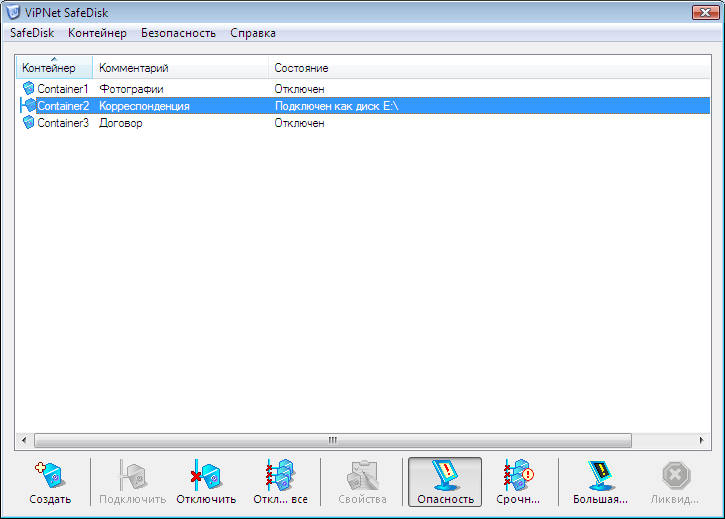 ViPNet SafeDisk
SafeDisk Контейнер Безопасность Справка
Контейнер Комментарий Состояние
Container1 Фотографии Отключен
Container2 Корреспонденция Подключен как диск E:\
Container3 Договор Отключен
Создать Подключить Отключить Откл... все Свойства Опасность Срочн... Большая... Ликвид...